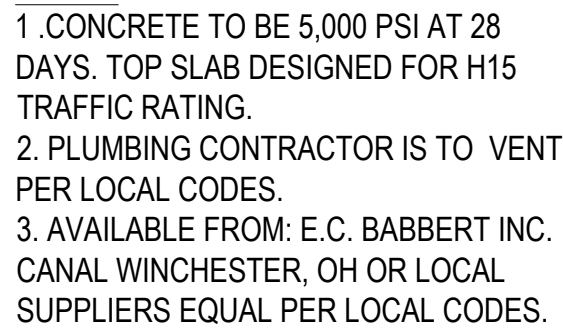 1 .CONCRETE TO BE 5,000 PSI AT 28
DAYS. TOP SLAB DESIGNED FOR H15
TRAFFIC RATING.
2. PLUMBING CONTRACTOR IS TO VENT
PER LOCAL CODES.
3. AVAILABLE FROM: E.C. BABBERT INC.
CANAL WINCHESTER, OH OR LOCAL
SUPPLIERS EQUAL PER LOCAL CODES.